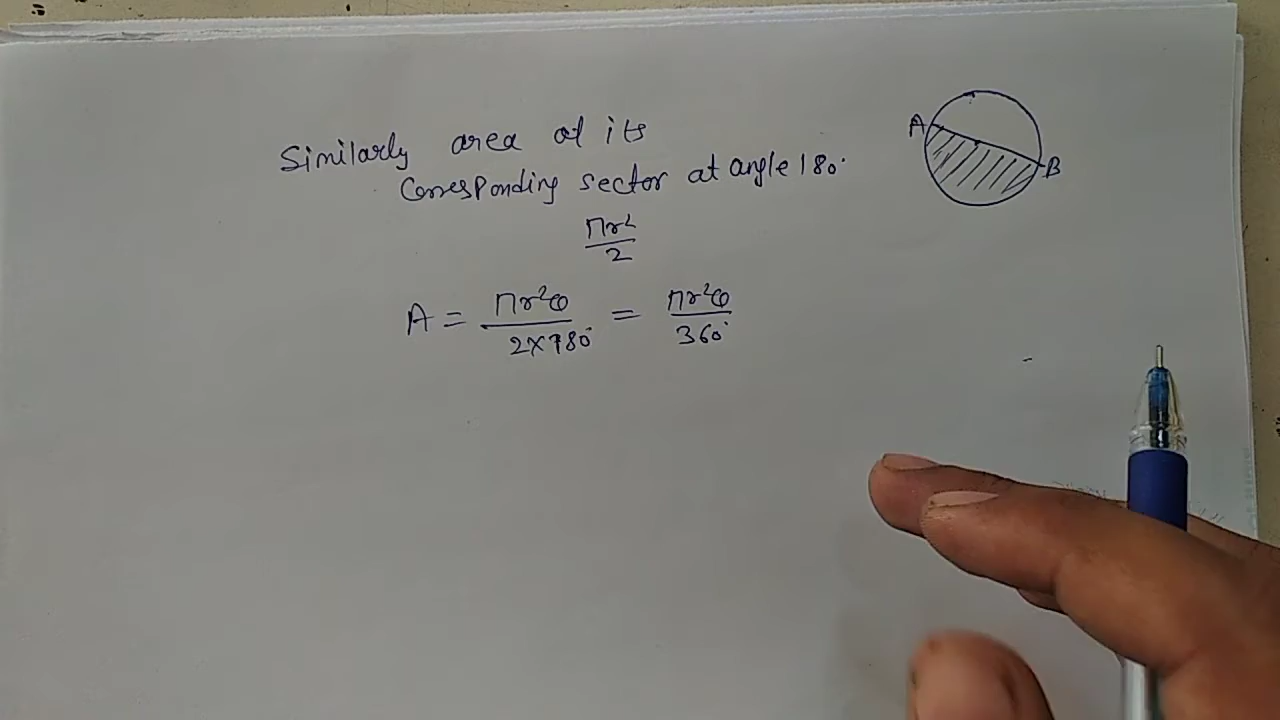 Similarly area of its
Corresponding sector at angle 180°
πr²
2
A = πr²θ / 2×180° = πr²θ / 360°
A
B